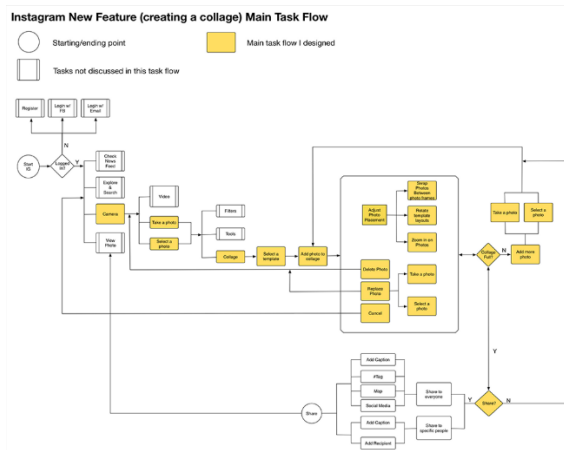 Instagram New Feature (creating a collage) Main Task Flow
Starting/ending point
Main task flow I designed
Tasks not discussed in this task flow
Register
Login w/
FB
Login w/
Email
N
Start
IG
Logged
in?
Y
Check
News
Feed
Explore
&
Search
Camera
View
Photo
Video
Take a photo
Select a
photo
Filters
Tools
Collage
Select a
template
Add photo to
collage
Adjust
Photo
Placement
Swap
Photos
Between
photo frames
Rotate
template
layouts
Zoom in on
Photos
Delete Photo
Replace
Photo
Take a
photo
Select a
photo
Cancel
Collage
Full?
N
Add more
photo
Take a
photo
Select a
photo
Y
Share?
Y
N
Share to
everyone
Share to
specific people
Add Caption
#Tag
Map
Social Media
Add Caption
Add Recipient
Share